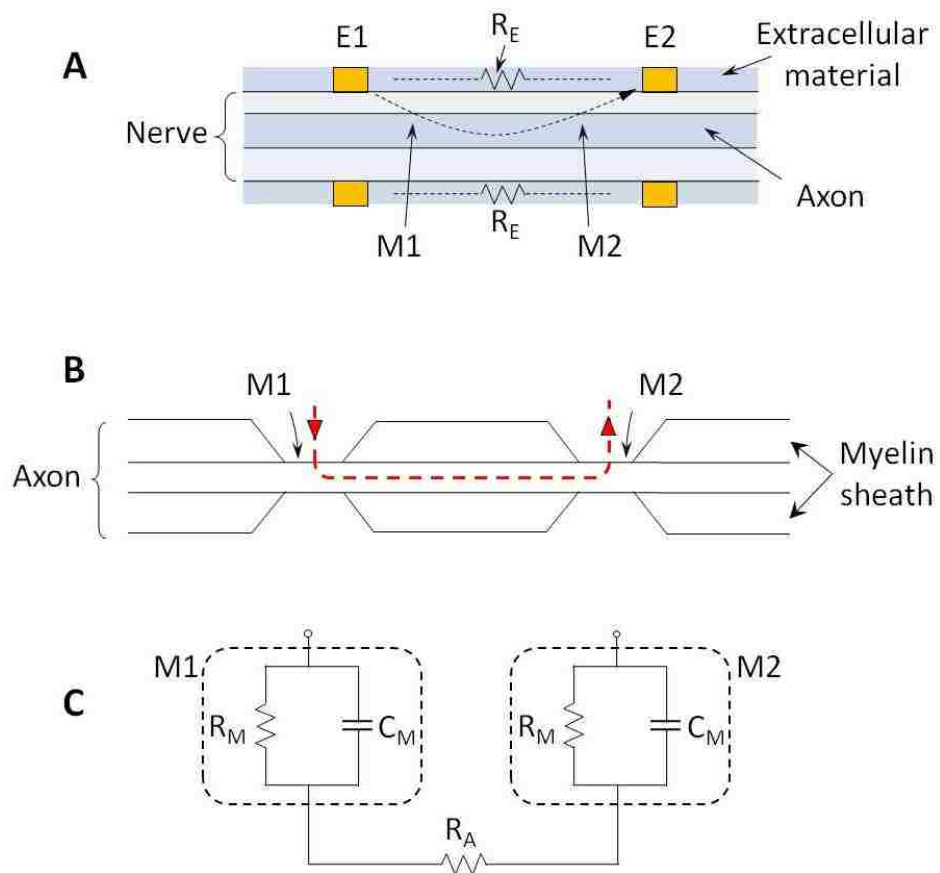 A
E1
R_E
E2
Extracellular
material
Nerve
Axon
M1
R_E
M2
B
M1
M2
Axon
Myelin
sheath
C
M1
M2
R_M
C_M
R_M
C_M
R_A